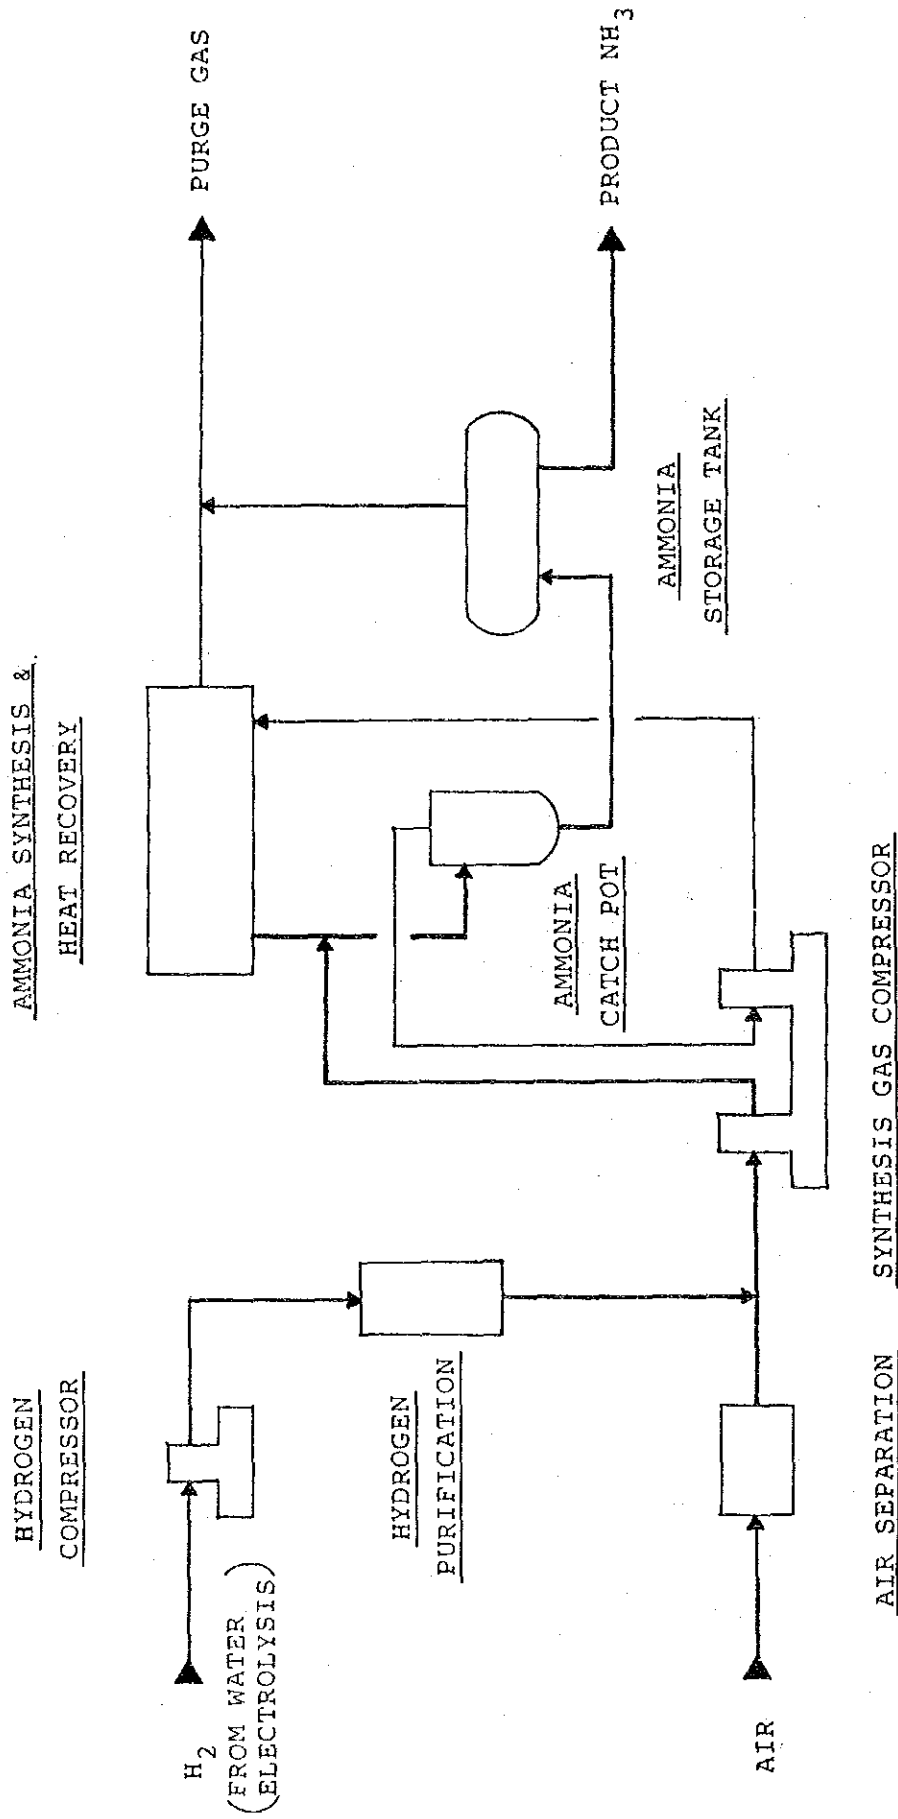 HYDROGEN
COMPRESSOR
AMMONIA SYNTHESIS &
HEAT RECOVERY
H2
(FROM WATER
ELECTROLYSIS)
PURGE GAS
HYDROGEN
PURIFICATION
AMMONIA
CATCH POT
AMMONIA
STORAGE TANK
PRODUCT NH3
AIR
AIR SEPARATION
SYNTHESIS GAS COMPRESSOR